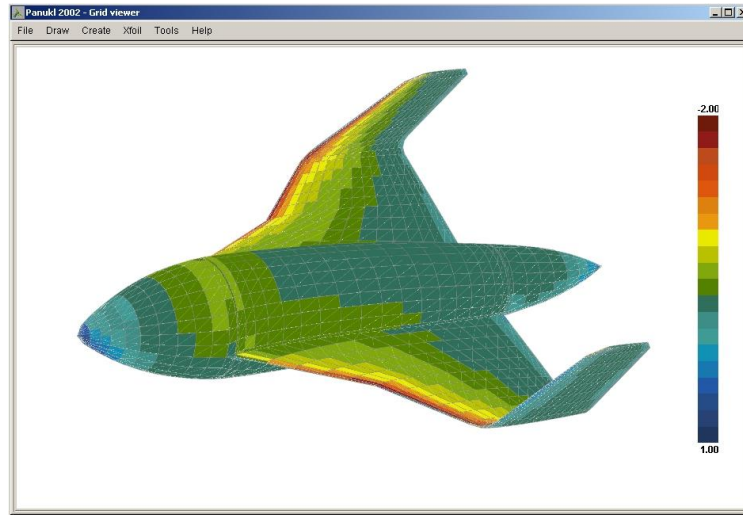 Panukl 2002 - Grid viewer
File Draw Create Xfoil Tools Help
-2.00
1.00